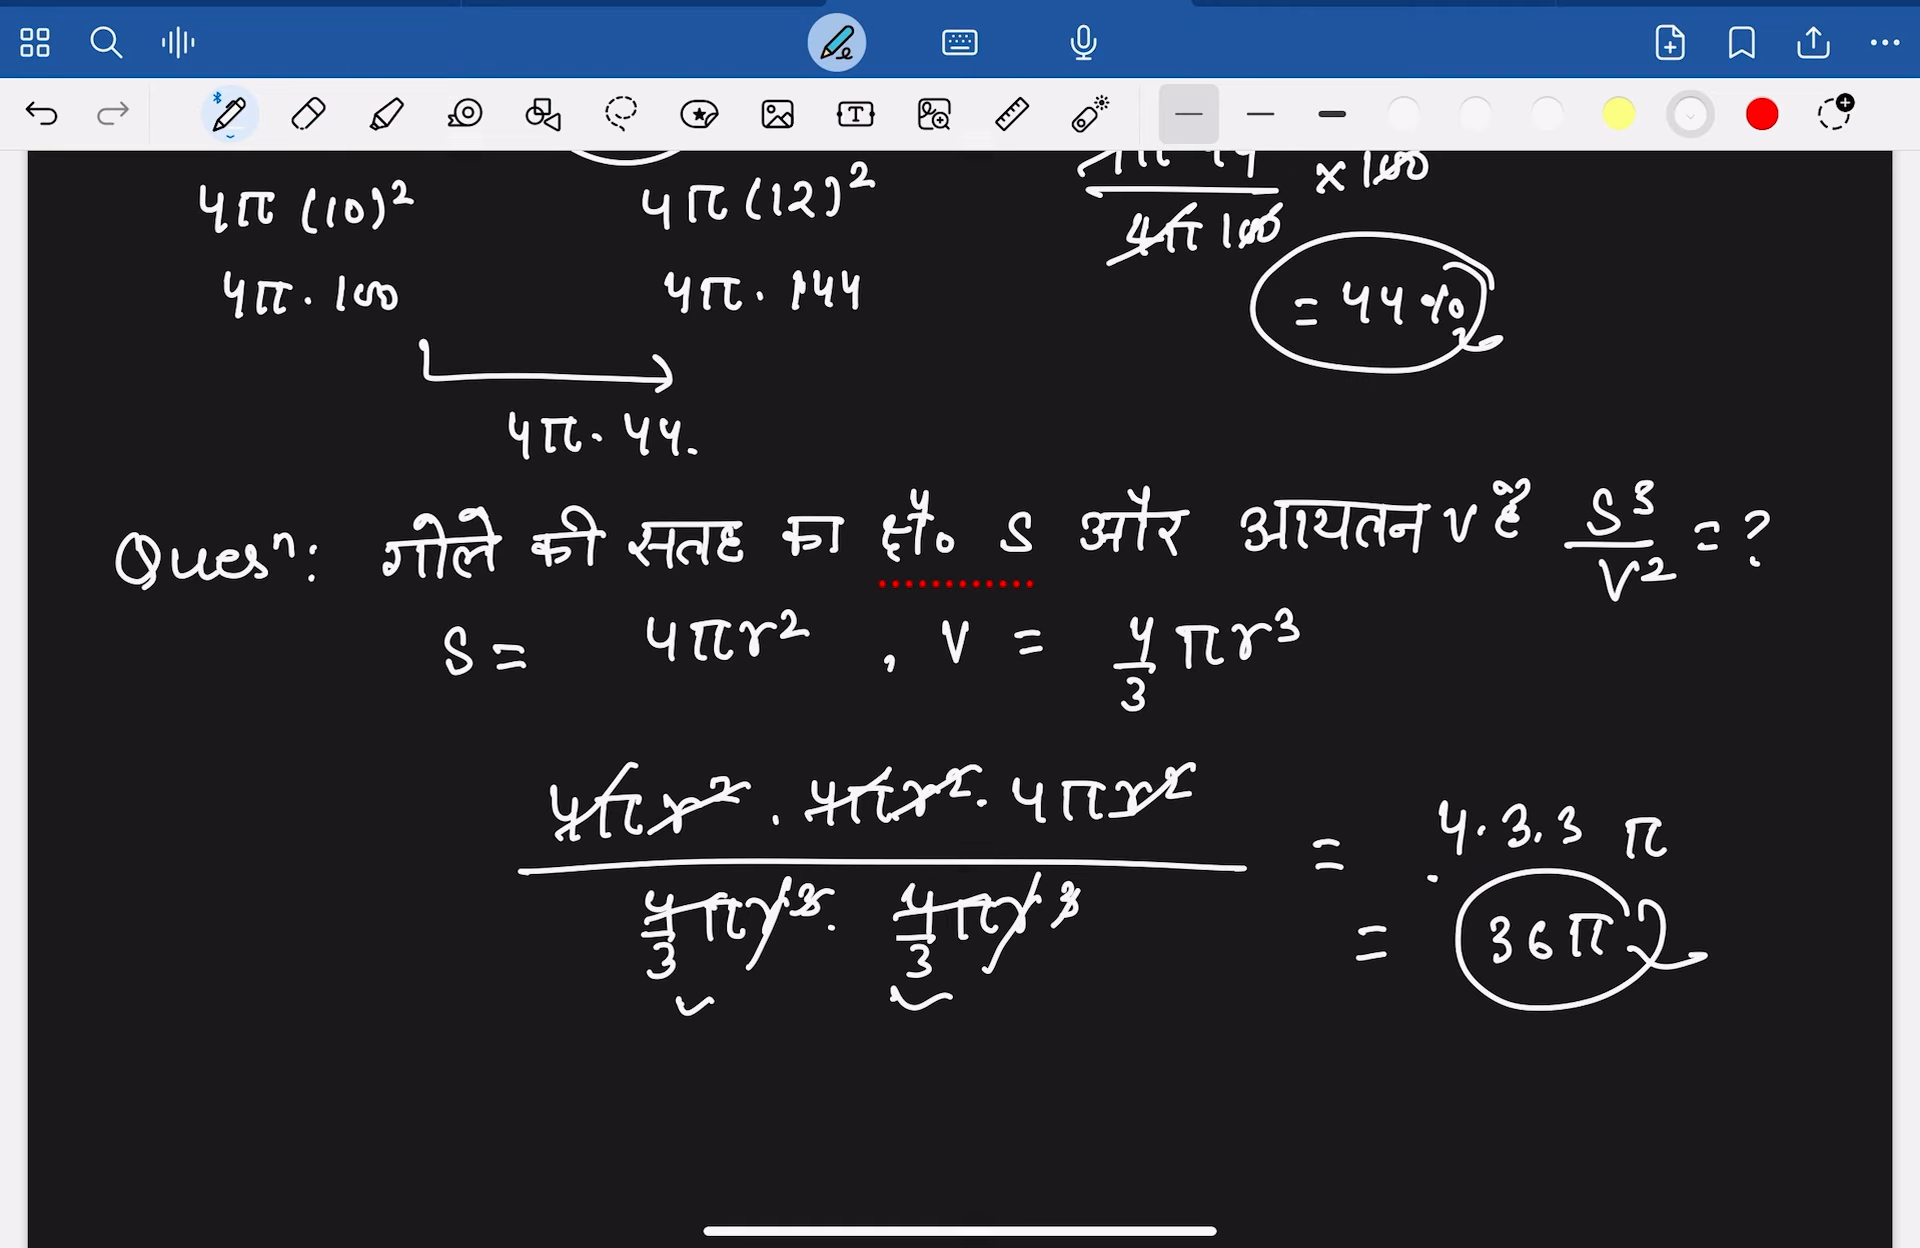 4π 44
4π 100 × 100
4π (10)² 4π (12)²
4π · 100 4π · 144 = 44%
4π · 44.
Quesⁿ: गोले की सतह का क्षे० S और आयतन V है S³/V² = ?
S = 4πr² , V = 4/3 πr³
4πr² · 4πr² · 4πr² = 4·3·3 π
4/3 πr³ · 4/3 πr³ = 36π